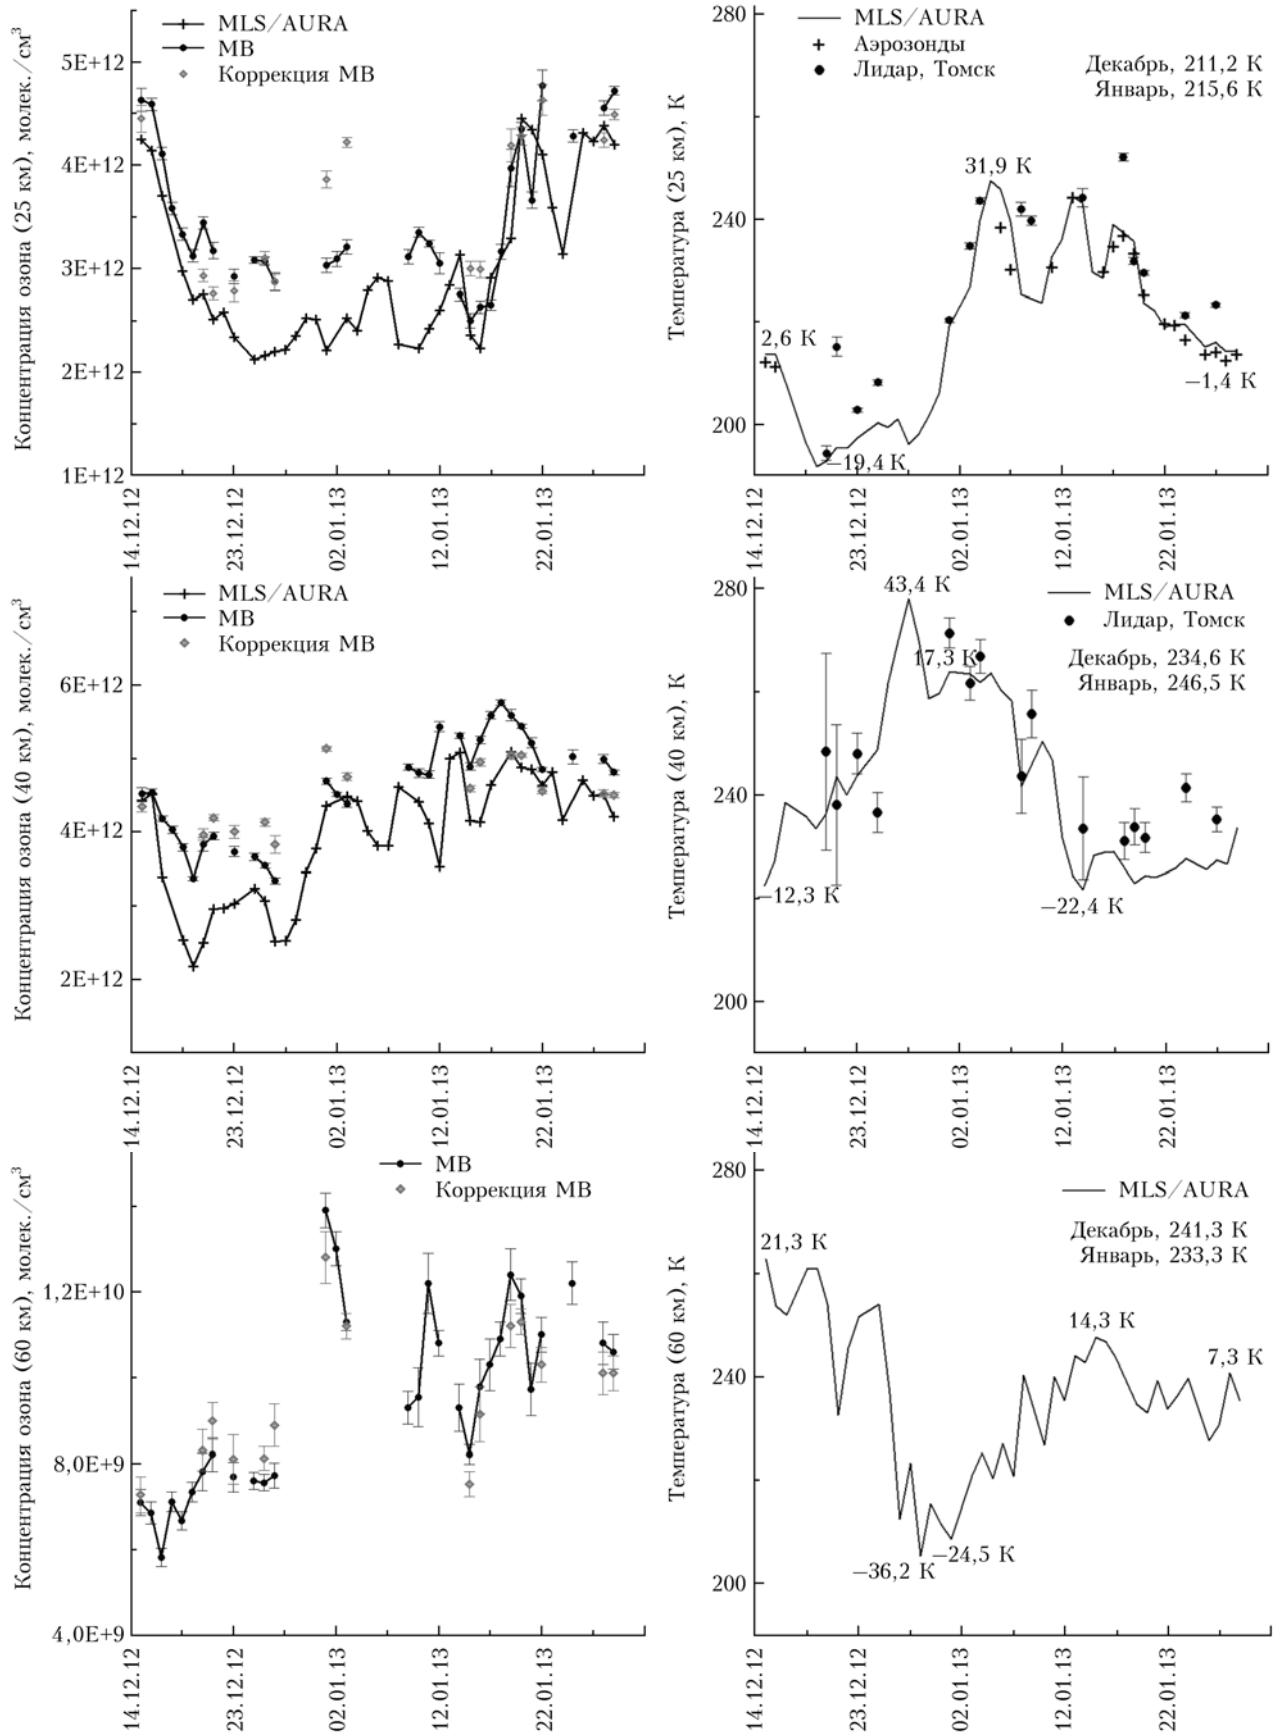 MLS/AURA
МВ
Коррекция МВ
Концентрация озона (25 км), молек./см³
5E+12
4E+12
3E+12
2E+12
1E+12
14.12.12
23.12.12
02.01.13
12.01.13
22.01.13
MLS/AURA
Аэрозонды
Лидар, Томск
Декабрь, 211,2 К
Январь, 215,6 К
Температура (25 км), К
280
240
200
2,6 К
−19,4 К
31,9 К
−1,4 К
14.12.12
23.12.12
02.01.13
12.01.13
22.01.13
MLS/AURA
МВ
Коррекция МВ
Концентрация озона (40 км), молек./см³
6E+12
4E+12
2E+12
14.12.12
23.12.12
02.01.13
12.01.13
22.01.13
MLS/AURA
Лидар, Томск
Декабрь, 234,6 К
Январь, 246,5 К
Температура (40 км), К
280
240
200
43,4 К
17,3 К
−12,3 К
−22,4 К
14.12.12
23.12.12
02.01.13
12.01.13
22.01.13
МВ
Коррекция МВ
Концентрация озона (60 км), молек./см³
1,2E+10
8,0E+9
4,0E+9
14.12.12
23.12.12
02.01.13
12.01.13
22.01.13
MLS/AURA
Декабрь, 241,3 К
Январь, 233,3 К
Температура (60 км), К
280
240
200
21,3 К
14,3 К
7,3 К
−24,5 К
−36,2 К
14.12.12
23.12.12
02.01.13
12.01.13
22.01.13